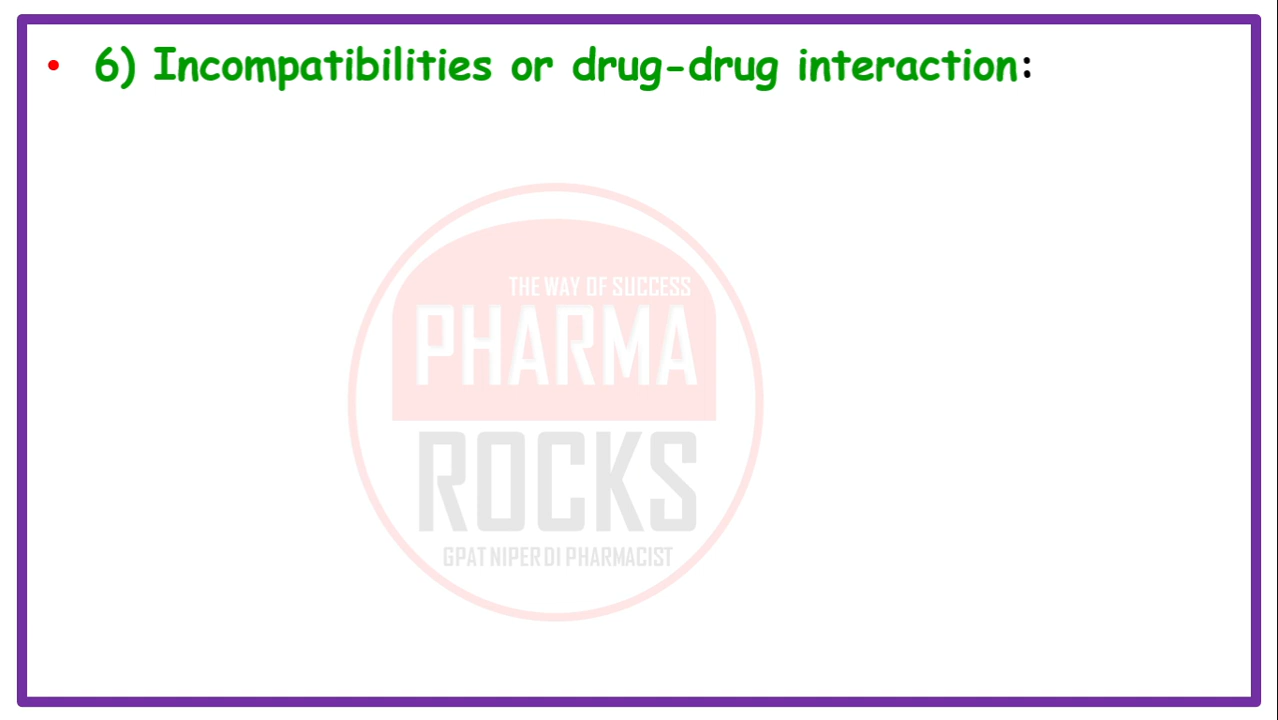 • 6) Incompatibilities or drug-drug interaction:
THE WAY OF SUCCESS
PHARMA
ROCKS
GPAT NIPER DI PHARMACIST